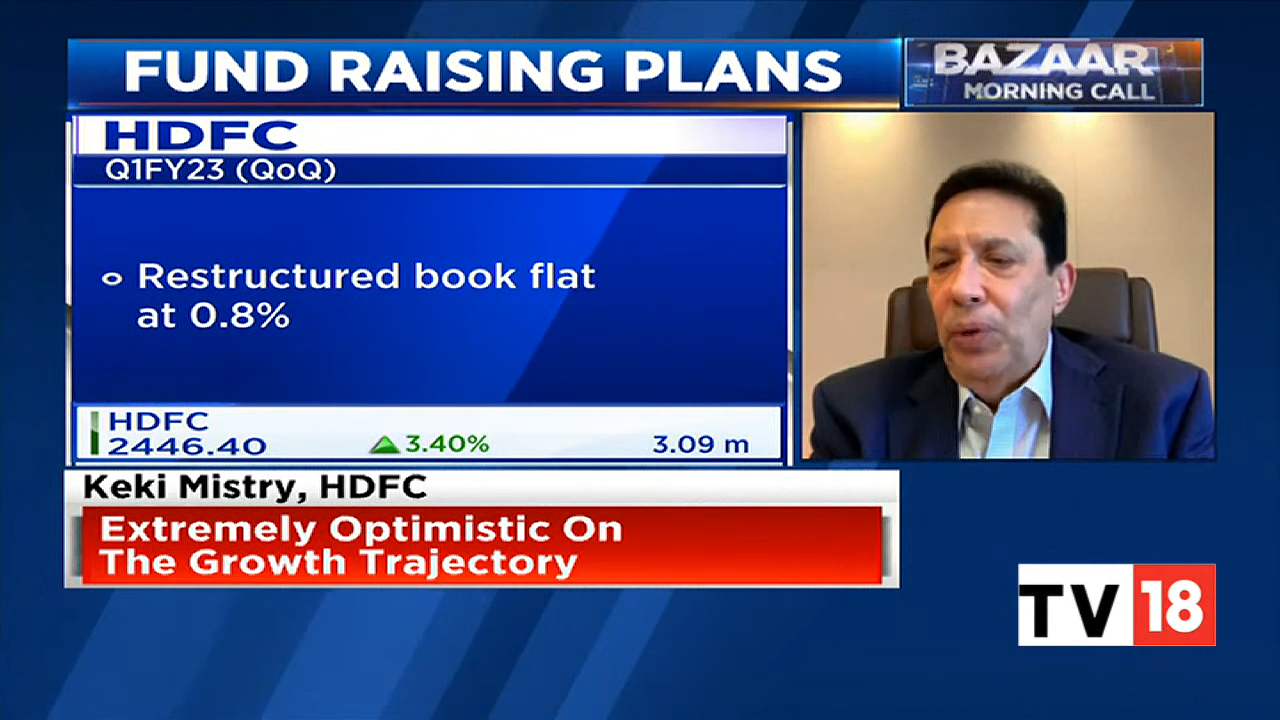 FUND RAISING PLANS
BAZAAR
MORNING CALL
HDFC
Q1FY23 (QoQ)
Restructured book flat
at 0.8%
HDFC
2446.40 3.40% 3.09 m
Keki Mistry, HDFC
Extremely Optimistic On
The Growth Trajectory
TV18